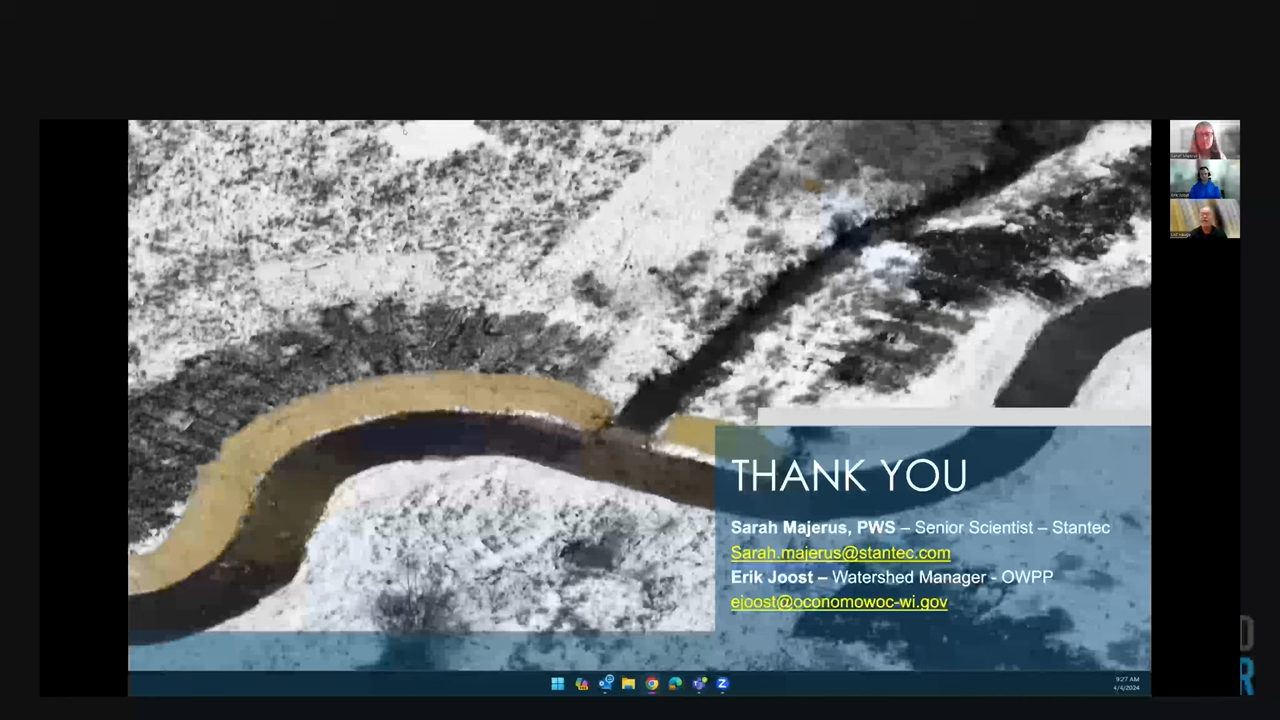 THANK YOU
Sarah Majerus, PWS – Senior Scientist – Stantec
Sarah.majerus@stantec.com
Erik Joost – Watershed Manager - OWPP
ejoost@oconomowoc-wi.gov
9:27 AM
4/4/2024
D
R